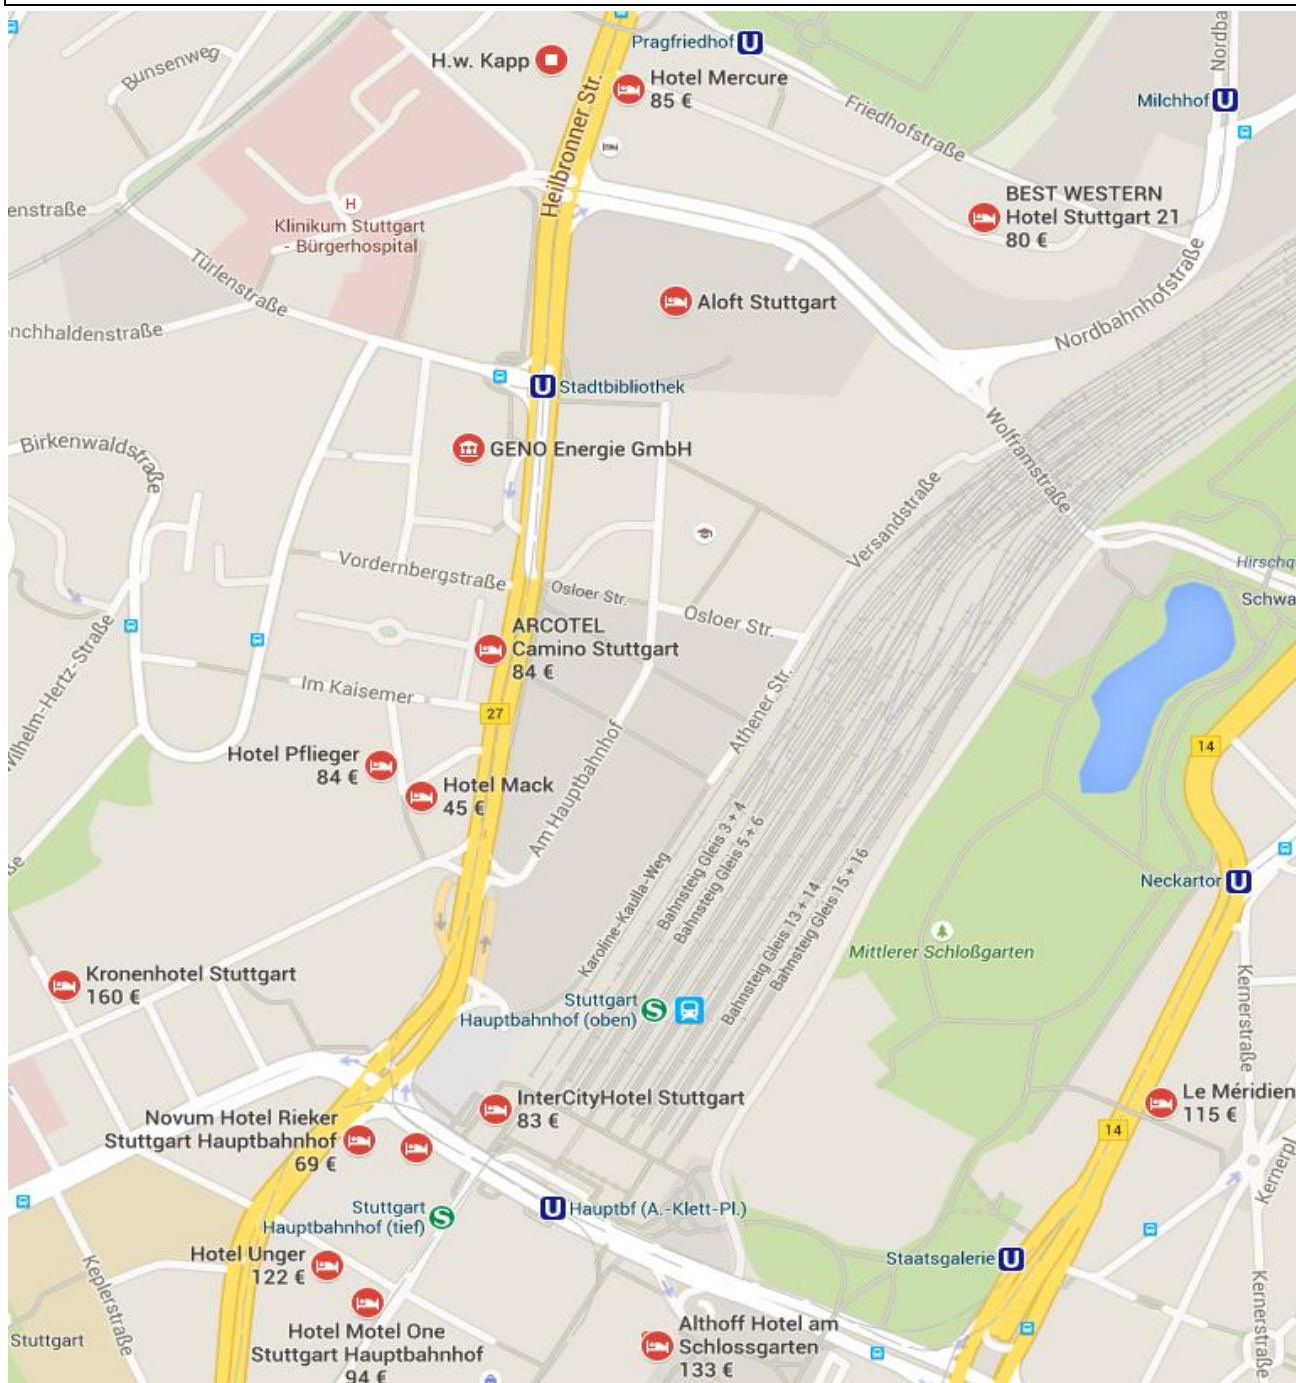 Pragfriedhof
H.w. Kapp
Hotel Mercure
85 €
Bunsenweg
Heilbronner Str.
Nordba
Milchhof
Friedhofstraße
BEST WESTERN
Hotel Stuttgart 21
80 €
enstraße
H
Klinikum Stuttgart
- Bürgerhospital
Türlenstraße
Aloft Stuttgart
Nordbahnhofstraße
nchhaldenstraße
U
Stadtbibliothek
Wolframstraße
Birkenwaldstraße
GENO Energie GmbH
Versandstraße
Vordernbergstraße
Osloer Str.
Osloer Str.
Hirschq
Schwa
ARCOTEL
Camino Stuttgart
84 €
Wilhelm-Hertz-Straße
Im Kaisemer
27
Athener Str.
Am Hauptbahnhof
14
Hotel Pflieger
84 €
Hotel Mack
45 €
ße
Bahnsteig Gleis 3 + 4
Bahnsteig Gleis 5 + 6
Bahnsteig Gleis 13 + 14
Bahnsteig Gleis 15 + 16
Karoline-Kaulla-Weg
Neckartor
U
Mittlerer Schloßgarten
Kronenhotel Stuttgart
160 €
Kernerstraße
Stuttgart
Hauptbahnhof (oben)
S
InterCityHotel Stuttgart
83 €
Le Méridien
115 €
Novum Hotel Rieker
Stuttgart Hauptbahnhof
69 €
14
Kernerpl
Stuttgart
Hauptbahnhof (tief)
S
U
Hauptbf (A.-Klett-Pl.)
Hotel Unger
122 €
Staatsgalerie
U
Keplerstraße
Kernerstraße
Stuttgart
Hotel Motel One
Stuttgart Hauptbahnhof
94 €
Althoff Hotel am
Schlossgarten
133 €